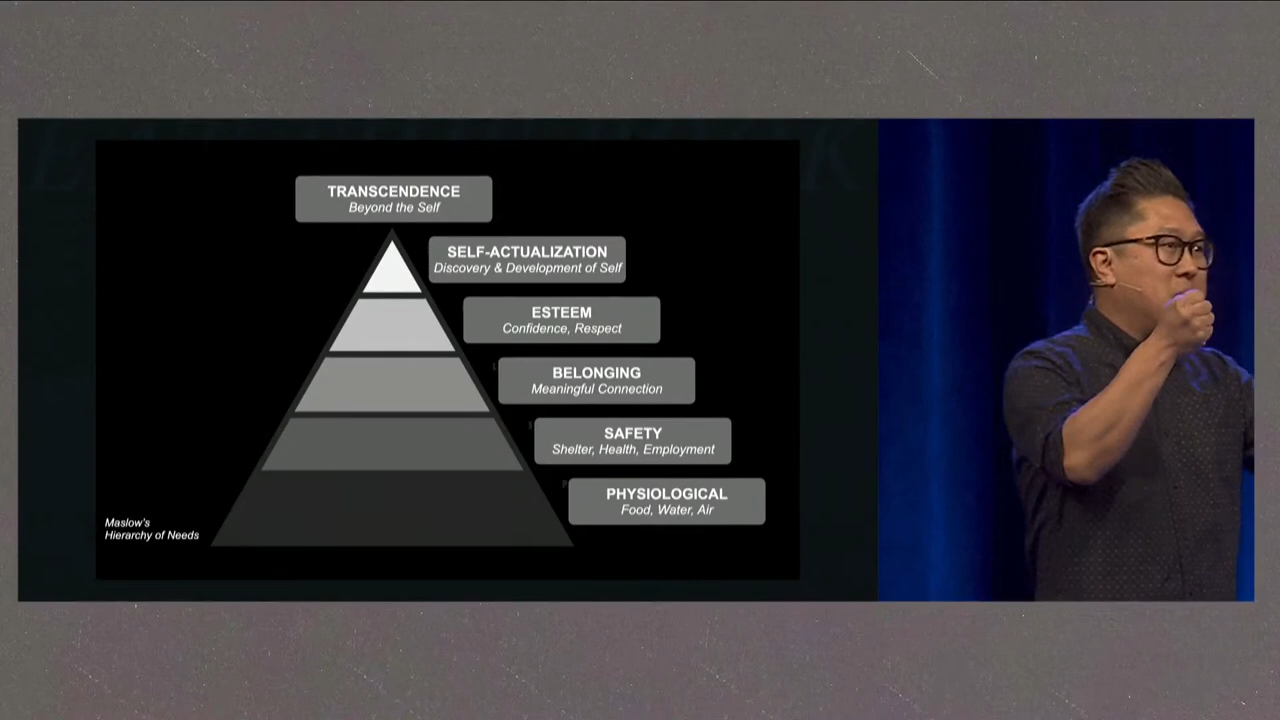 TRANSCENDENCE
Beyond the Self
SELF-ACTUALIZATION
Discovery & Development of Self
ESTEEM
Confidence, Respect
BELONGING
Meaningful Connection
SAFETY
Shelter, Health, Employment
PHYSIOLOGICAL
Food, Water, Air
Maslow's
Hierarchy of Needs